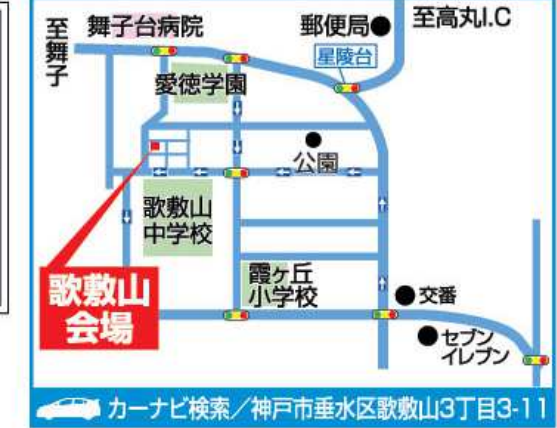 至舞子
舞子台病院
郵便局
至高丸I.C
星陵台
愛徳学園
公園
歌敷山
中学校
歌敷山
会場
霞ヶ丘
小学校
交番
セブン
イレブン
カーナビ検索／神戸市垂水区歌敷山3丁目3-11